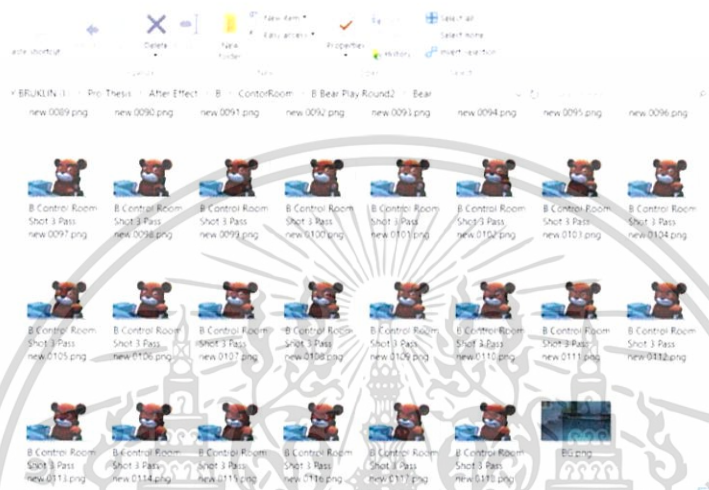 New item
Select all
Easy access
Select none
Delete
New
folder
Properties
History
Invert selection
BRUKLIN
Pro Thesis
After Effect
B
ContorRoom
B Bear Play Round2
Bear
new 0089.png
new 0090.png
new 0091.png
new 0092.png
new 0093.png
new 0094.png
new 0095.png
new 0096.png
B Control Room
Shot 3 Pass
new 0097.png
B Control Room
Shot 3 Pass
new 0098.png
B Control Room
Shot 3 Pass
new 0099.png
B Control Room
Shot 3 Pass
new 0100.png
B Control Room
Shot 3 Pass
new 0101.png
B Control Room
Shot 3 Pass
new 0102.png
B Control Room
Shot 3 Pass
new 0103.png
B Control Room
Shot 3 Pass
new 0104.png
B Control Room
Shot 3 Pass
new 0105.png
B Control Room
Shot 3 Pass
new 0106.png
B Control Room
Shot 3 Pass
new 0107.png
B Control Room
Shot 3 Pass
new 0108.png
B Control Room
Shot 3 Pass
new 0109.png
B Control Room
Shot 3 Pass
new 0110.png
B Control Room
Shot 3 Pass
new 0111.png
B Control Room
Shot 3 Pass
new 0112.png
B Control Room
Shot 3 Pass
new 0113.png
B Control Room
Shot 3 Pass
new 0114.png
B Control Room
Shot 3 Pass
new 0115.png
B Control Room
Shot 3 Pass
new 0116.png
B Control Room
Shot 3 Pass
new 0117.png
B Control Room
Shot 3 Pass
new 0118.png
BG.png